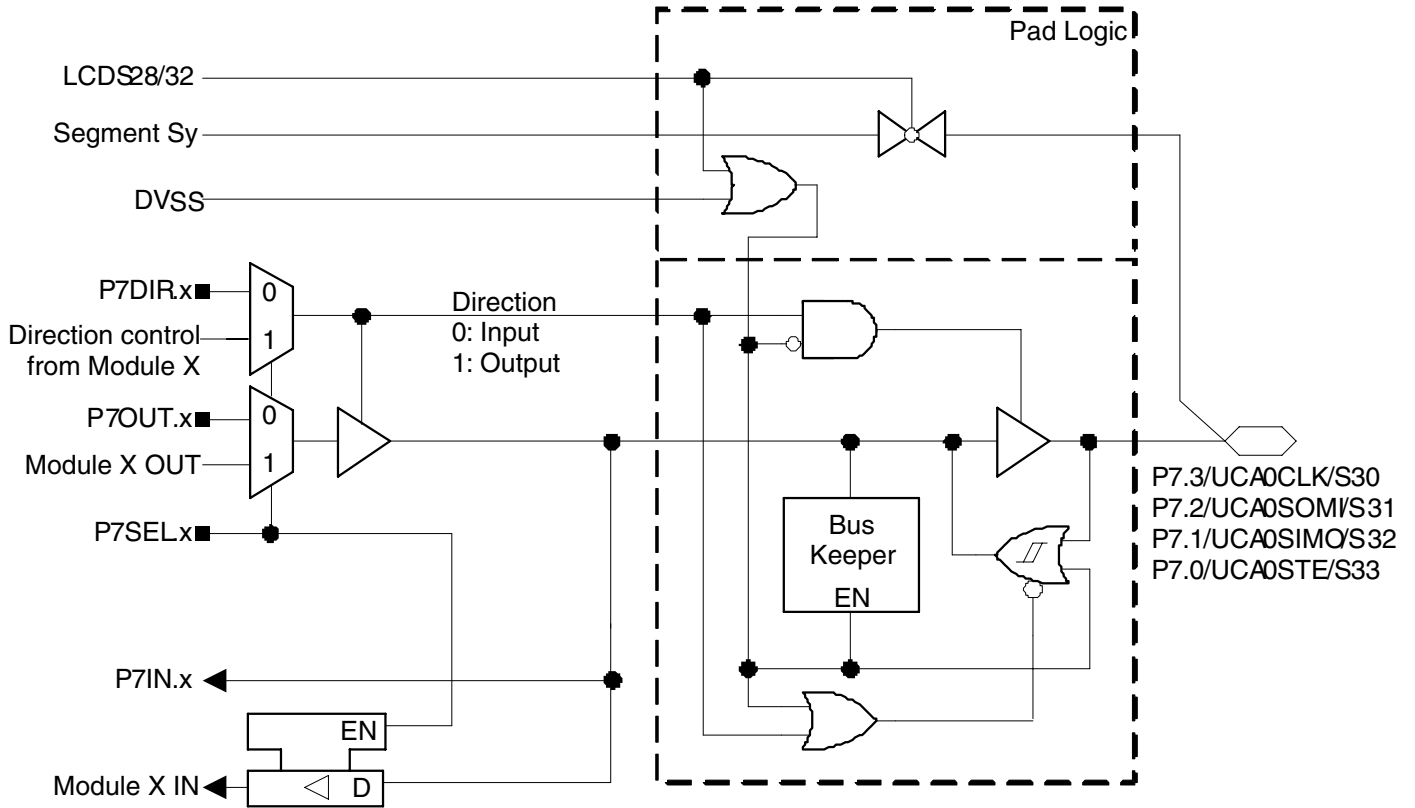 Pad Logic
LCDS28/32
Segment Sy
DVSS
P7DIR.x
0
Direction control
from Module X
1
Direction
0: Input
1: Output
P7OUT.x
0
Module X OUT
1
P7SEL.x
Bus
Keeper
EN
P7.3/UCA0CLK/S30
P7.2/UCA0SOMI/S31
P7.1/UCA0SIMO/S32
P7.0/UCA0STE/S33
P7IN.x
EN
Module X IN
D